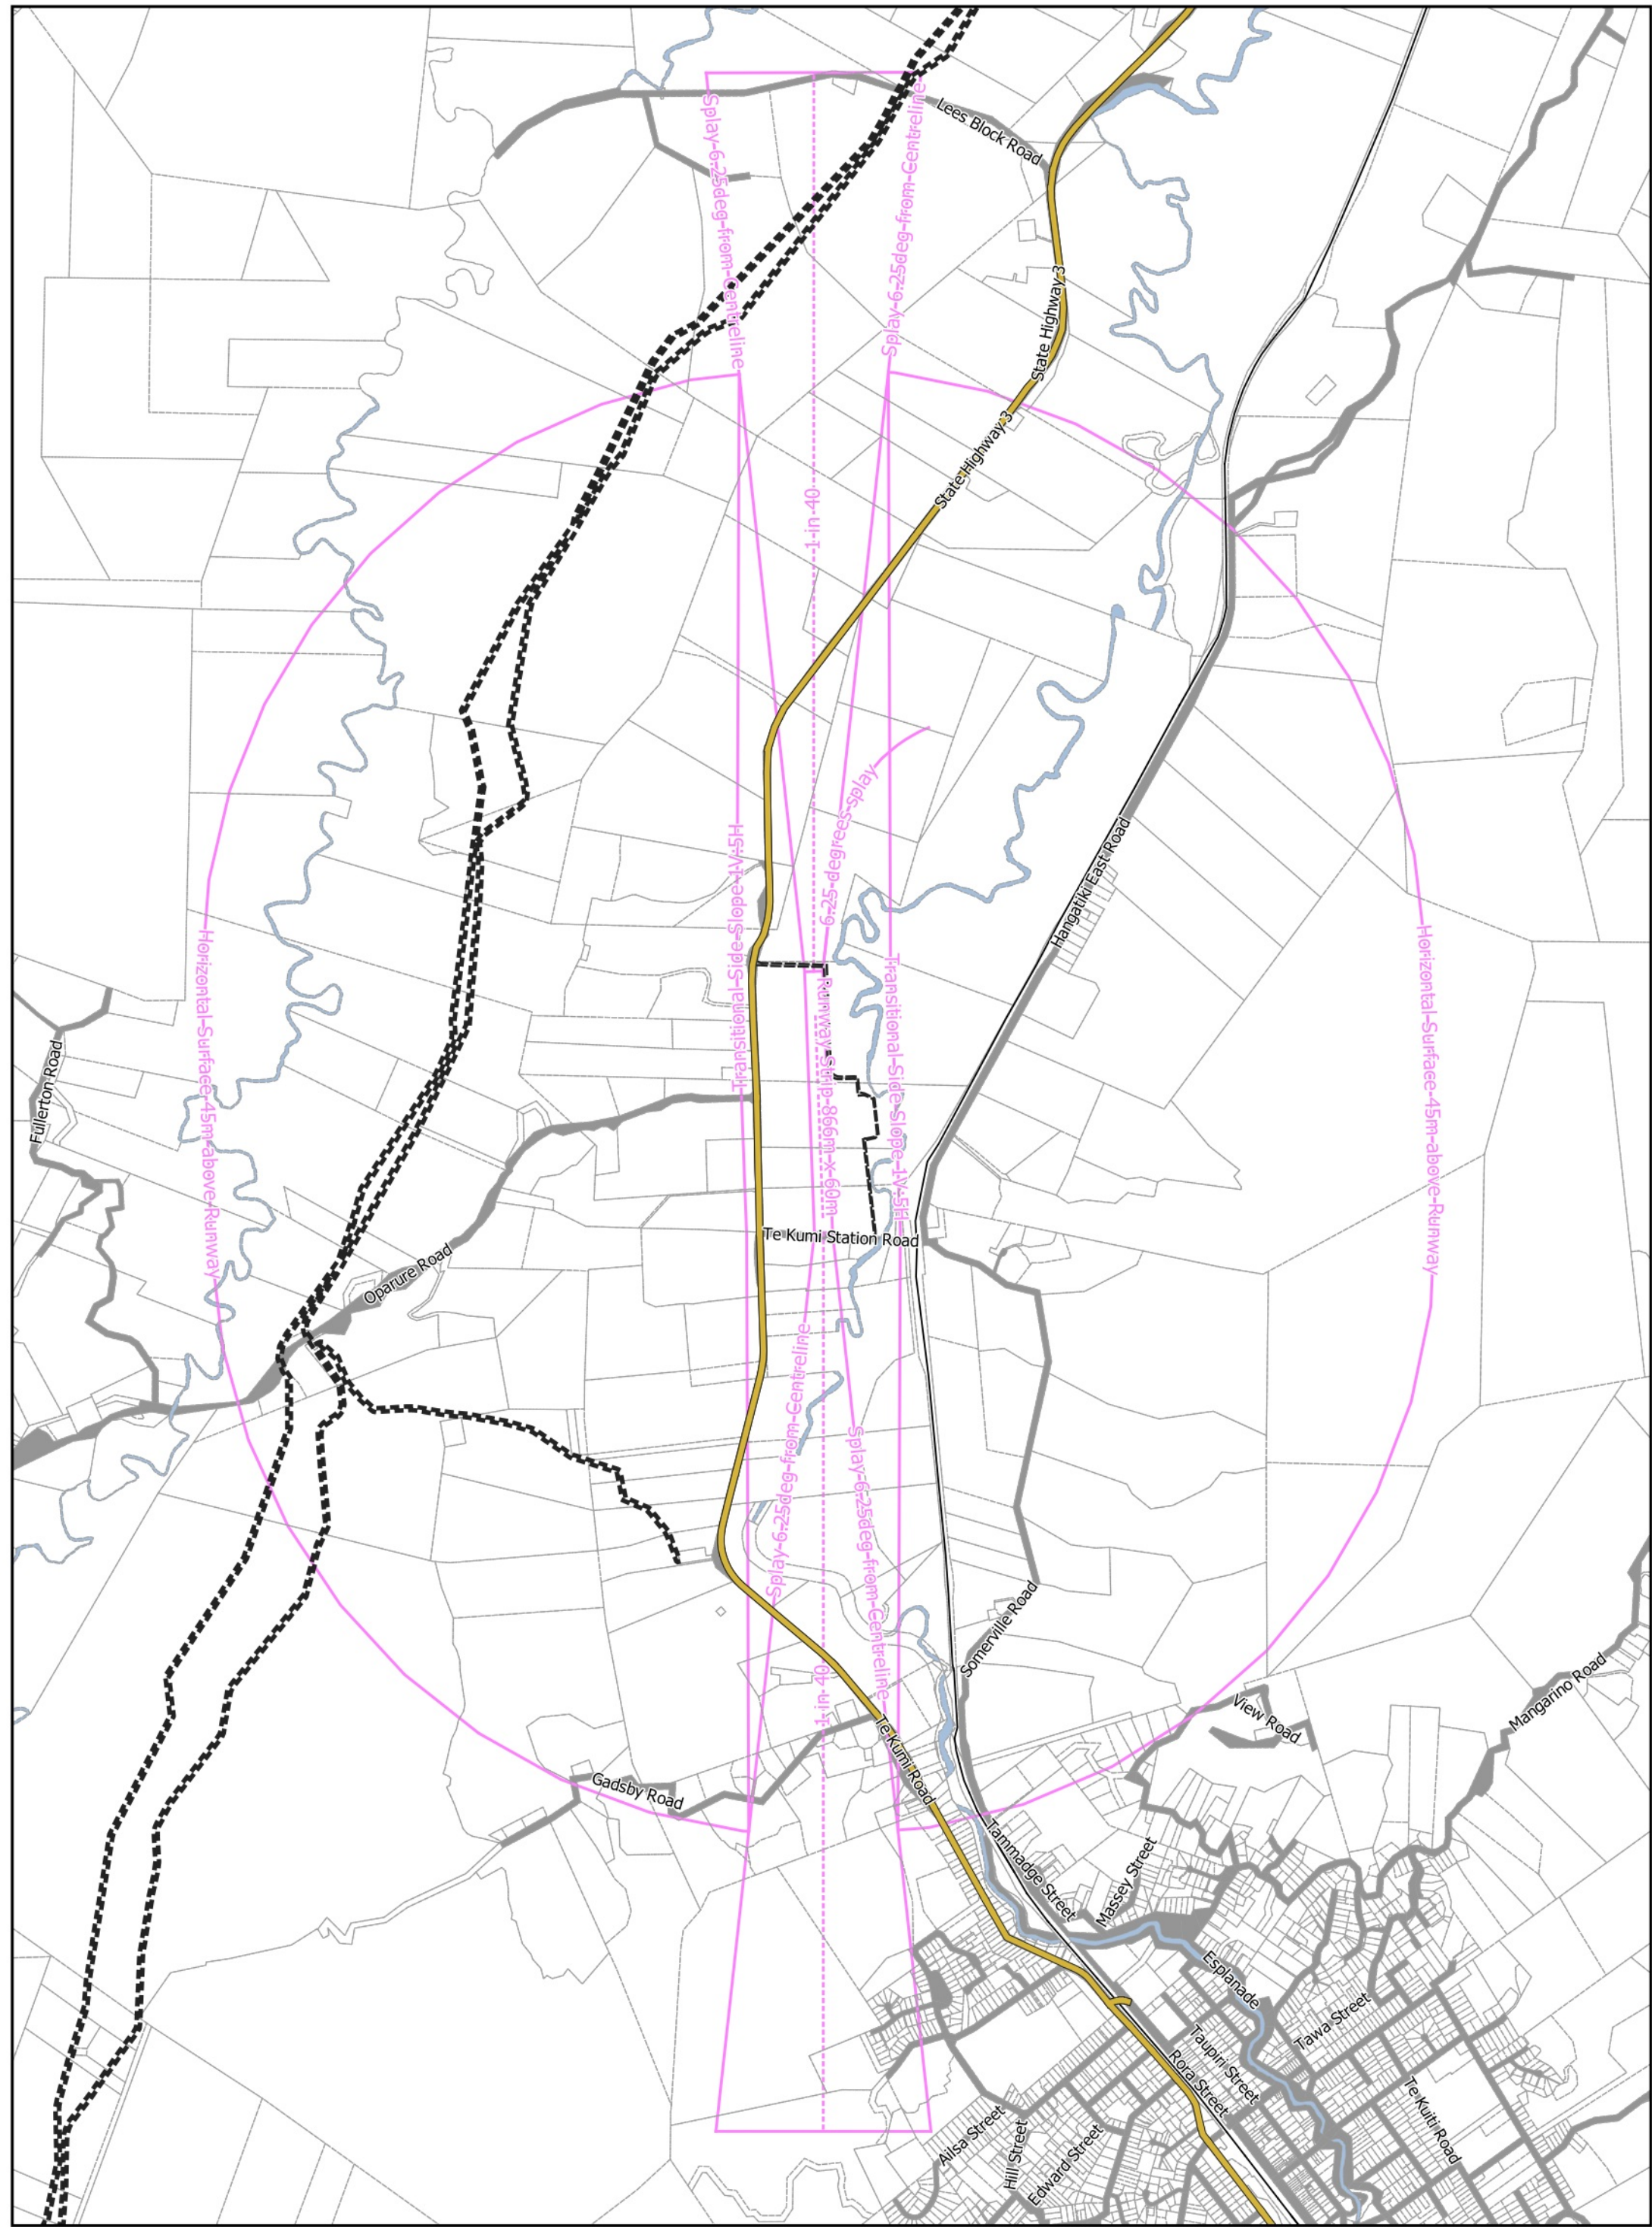 Lees Block Road
Splay-6.25deg-from-Centreline
Splay-6.25deg-from-Centreline
State Highway 3
State Highway 3
1-in-40
6.25-degrees-splay
Hangatiki East Road
Transitional-Side-Slope-1V:5H
Transitional-Side-Slope-1V:5H
Horizontal-Surface-45m-above-Runway
Horizontal-Surface-45m-above-Runway
Runway-Strip-998m-x-60m
Fullerton Road
Te Kumi Station Road
Oparure Road
Splay-6.25deg-from-Centreline
Splay-6.25deg-from-Centreline
Somerville Road
1-in-40
Mangarino Road
View Road
Te Kumi Road
Gadsby Road
Tammadge Street
Massey Street
Esplanade
Tawa Street
Taupiri Street
Rora Street
Te Kuiti Road
Ailsa Street
Hill Street
Edward Street